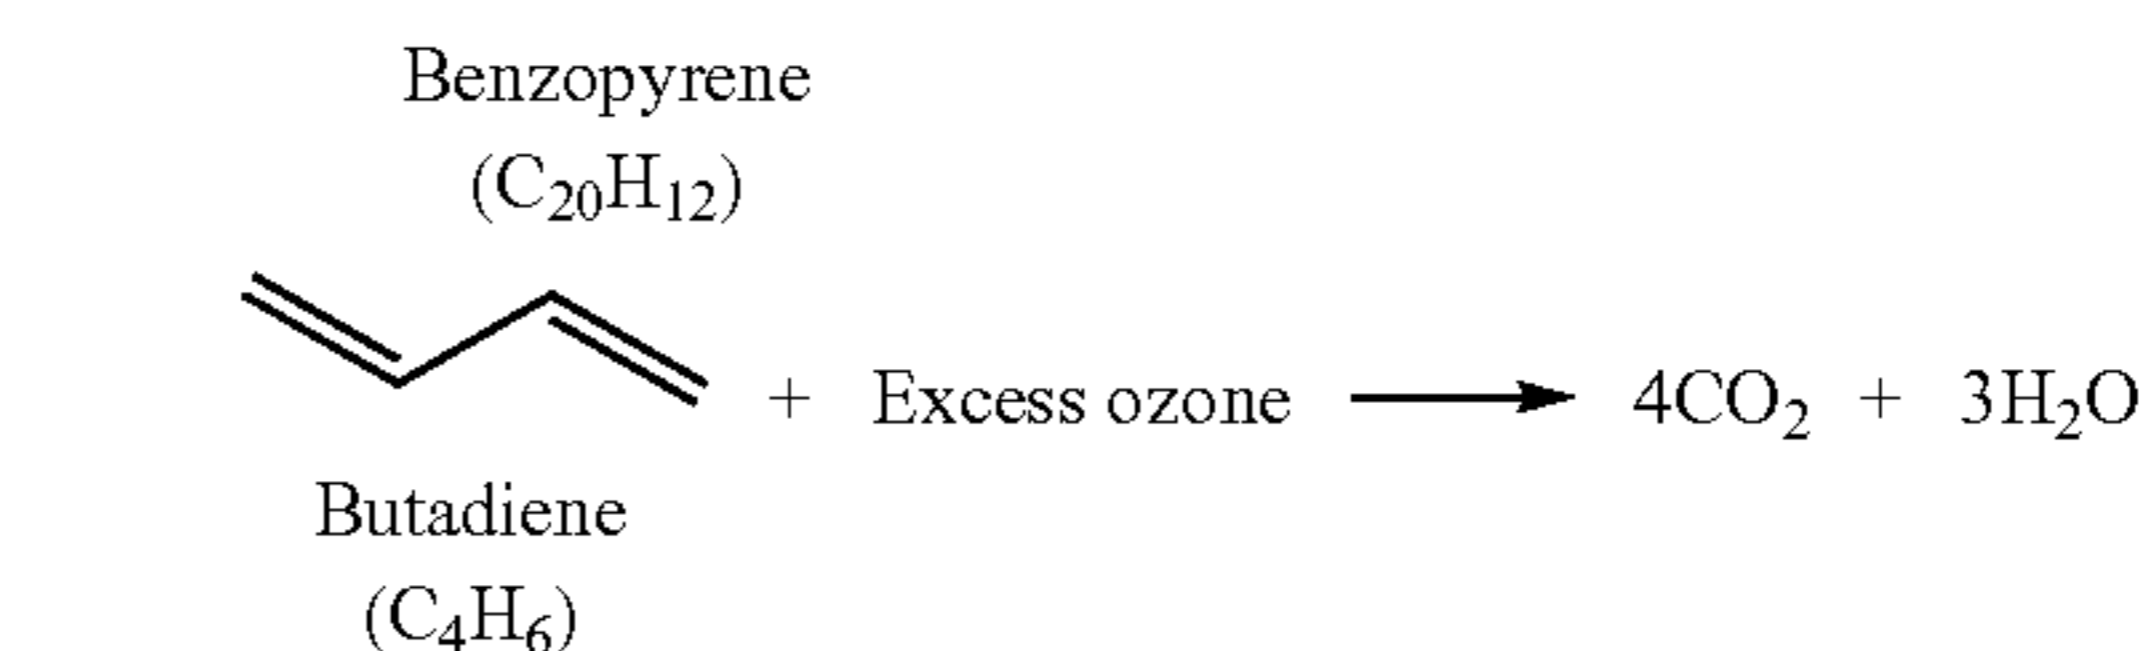 Benzopyrene
(C₂₀H₁₂)
+ Excess ozone ⟶ 4CO₂ + 3H₂O
Butadiene
(C₄H₆)